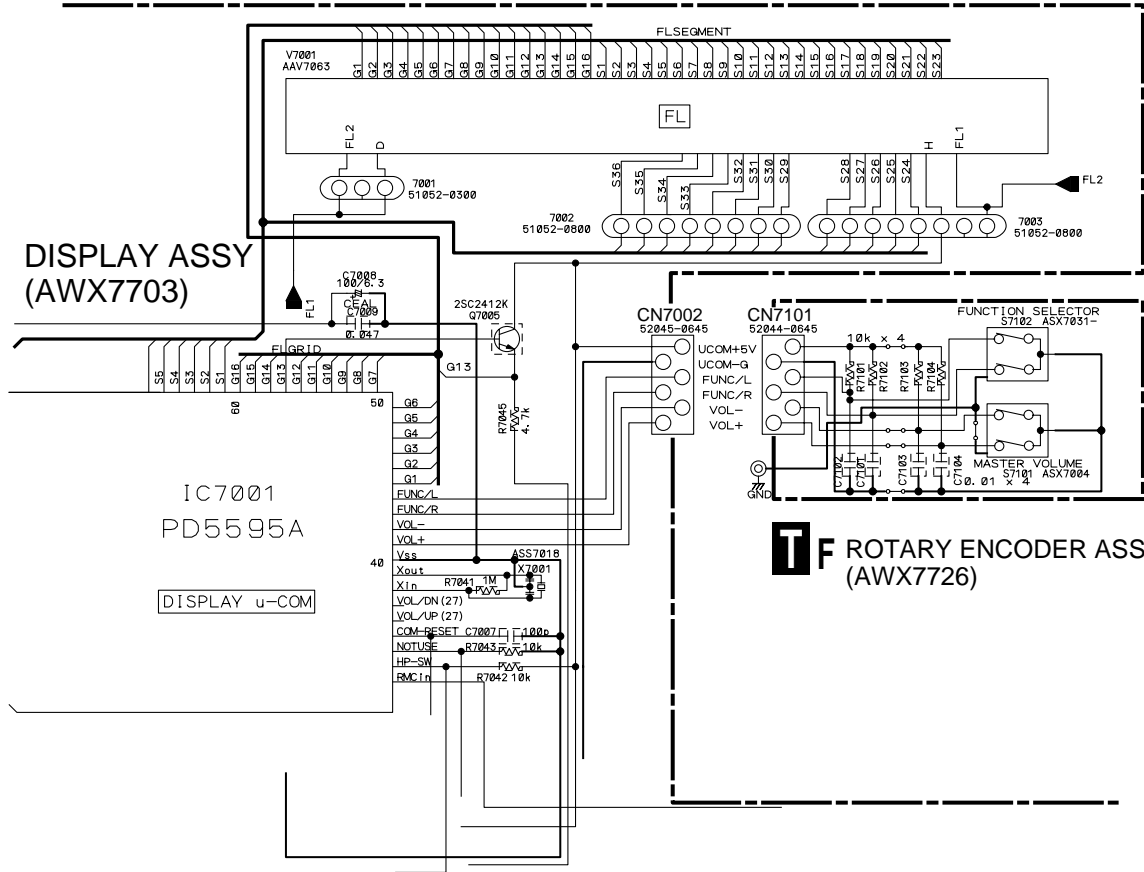 FLSEGMENT
V7001
AAV7063
G1 G2 G3 G4 G5 G6 G7 G8 G9 G10 G11 G12 G13 G14 G15 G16 S1 S2 S3 S4 S5 S6 S7 S8 S9 S10 S11 S12 S13 S14 S15 S16 S17 S18 S19 S20 S21 S22 S23
FL
FL2 D
H FL1
S36 S35 S34 S33 S32 S31 S30 S29 S28 S27 S26 S25 S24
FL2
7001
51052-0300
7002
51052-0800
7003
51052-0800
DISPLAY ASSY
(AWX7703)
FL1
C7008
100/6.3
CEAL
C7009
0.047
2SC2412K
Q7005
FLGRID
G13
S5 S4 S3 S2 S1 G16 G15 G14 G13 G12 G11 G10 G9 G8 G7
60
50
G6
G5
G4
G3
G2
G1
FUNC/L
FUNC/R
VOL-
VOL+
40
Vss
Xout
Xin
VOL/DN(27)
VOL/UP(27)
COM-RESET
NOTUSE
HP-SW
RMCin
IC7001
PD5595A
DISPLAY u-COM
R7045
4.7k
ASS7018
X7001
R7041 1M
C7007 100p
R7043 10k
R7042 10k
CN7002
52045-0645
CN7101
52044-0645
UCOM+5V
UCOM-G
FUNC/L
FUNC/R
VOL-
VOL+
GND
FUNCTION SELECTOR
S7102 ASX7031-
10k × 4
R7101 R7102 R7103 R7104
C7102 C7101 C7103 C7104
MASTER VOLUME
S7101 ASX7004
0.01 × 4
T F ROTARY ENCODER ASS
(AWX7726)